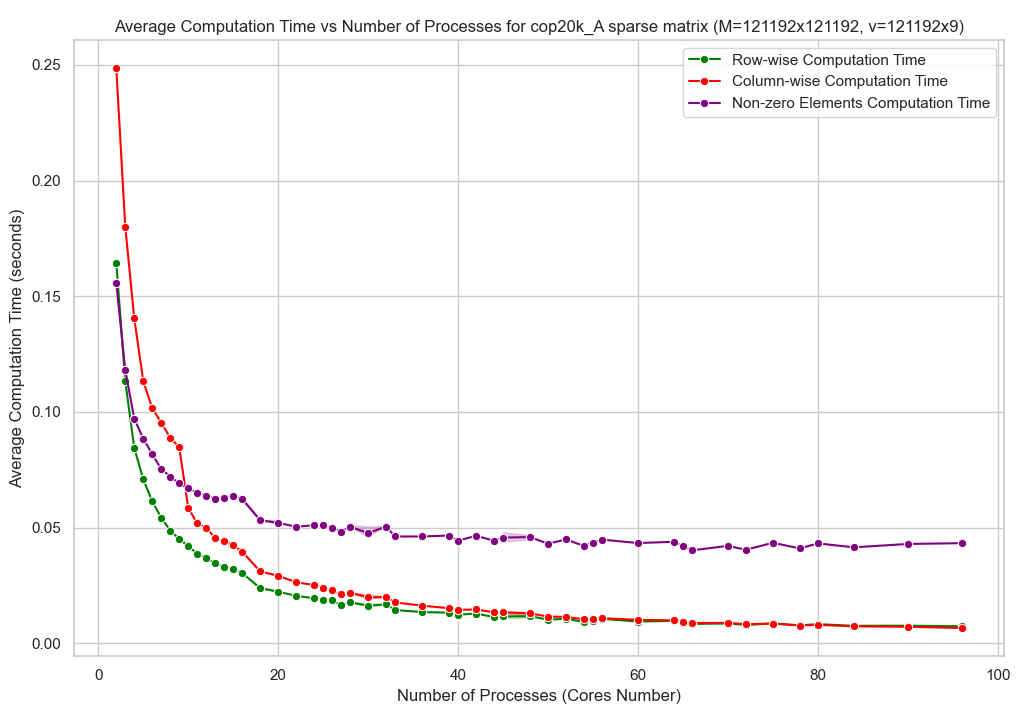 Average Computation Time vs Number of Processes for cop20k_A sparse matrix (M=121192x121192, v=121192x9)
Row-wise Computation Time
Column-wise Computation Time
Non-zero Elements Computation Time
Average Computation Time (seconds)
0.25
0.20
0.15
0.10
0.05
0.00
0 20 40 60 80 100
Number of Processes (Cores Number)